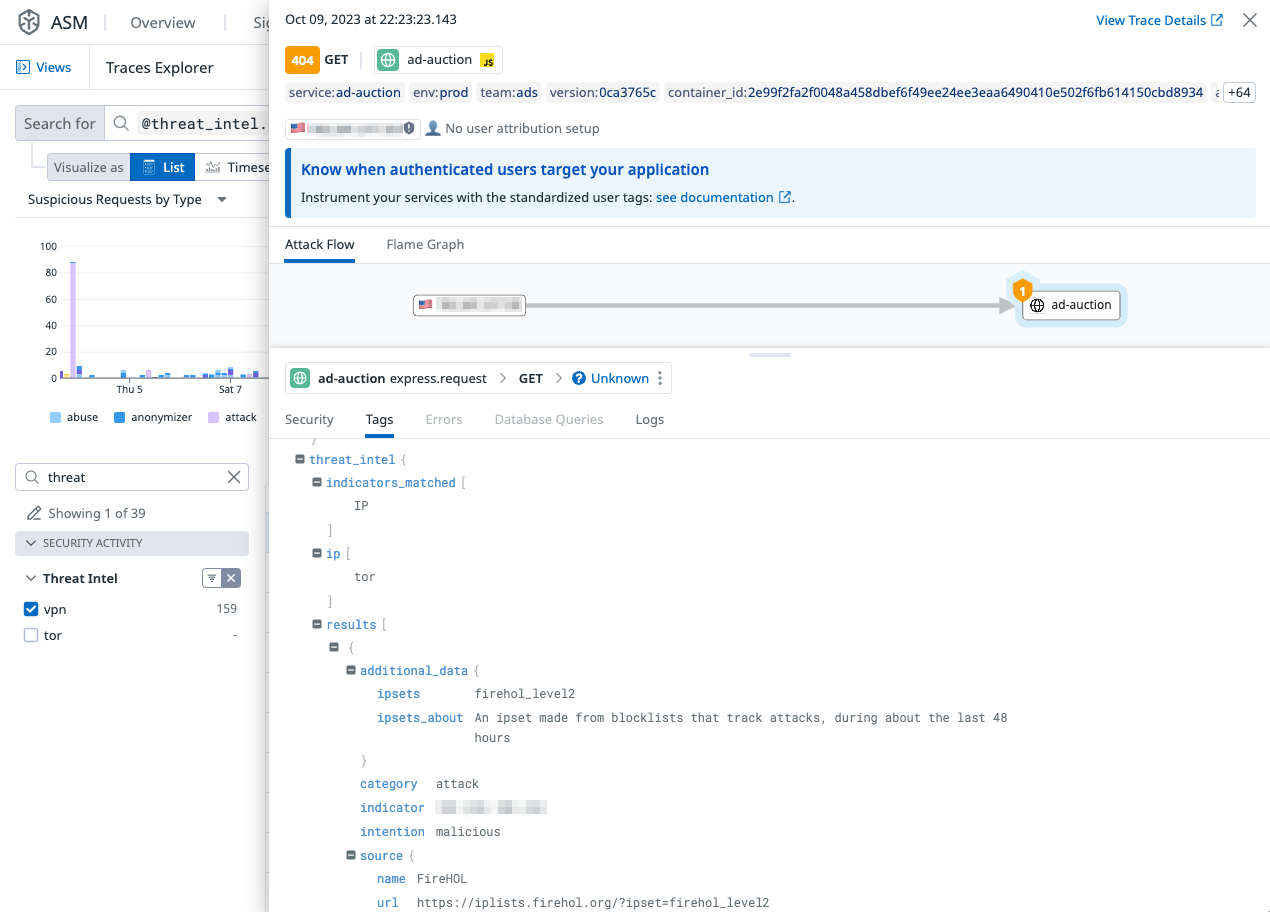 ASM
Overview
Views
Traces Explorer
Search for
@threat_intel.
Visualize as
List
Suspicious Requests by Type
100
80
60
40
20
0
Thu 5
Sat 7
abuse
anonymizer
attack
threat
Showing 1 of 39
SECURITY ACTIVITY
Threat Intel
vpn
159
tor
-
Oct 09, 2023 at 22:23:23.143
View Trace Details
404 GET
ad-auction JS
service:ad-auction env:prod team:ads version:0ca3765c container_id:2e99f2fa2f0048a458dbef6f49ee24ee3eaa6490410e502f6fb614150cbd8934 +64
No user attribution setup
Know when authenticated users target your application
Instrument your services with the standardized user tags: see documentation .
Attack Flow
Flame Graph
1
ad-auction
ad-auction express.request
GET
? Unknown
Security
Tags
Errors
Database Queries
Logs
}
threat_intel {
indicators_matched [
IP
]
ip [
tor
]
results [
{
additional_data {
ipsets firehol_level2
ipsets_about An ipset made from blocklists that track attacks, during about the last 48
hours
}
category attack
indicator
intention malicious
source {
name FireHOL
url https://iplists.firehol.org/?ipset=firehol_level2